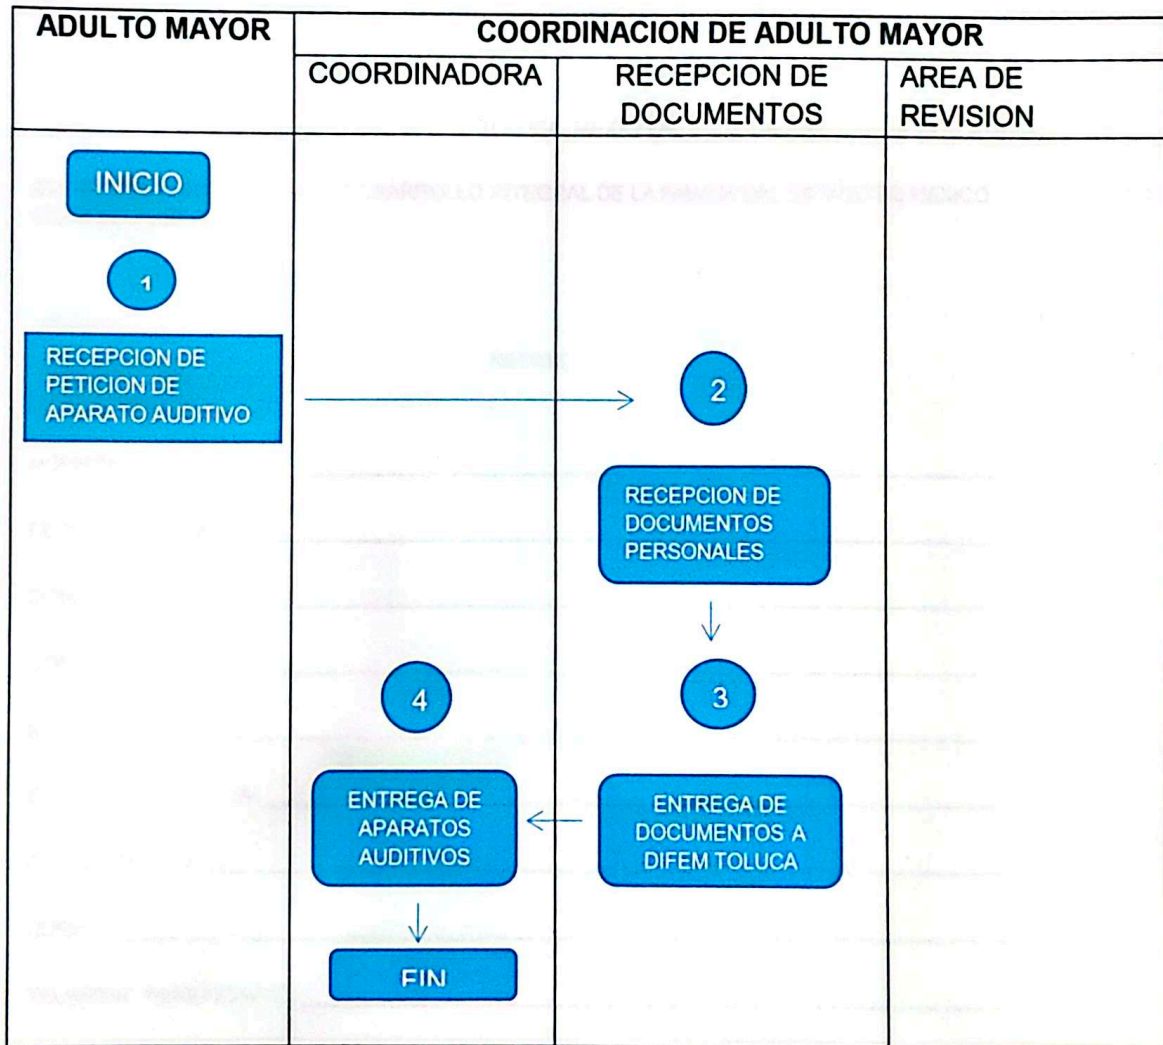 ADULTO MAYOR
COORDINACION DE ADULTO MAYOR
COORDINADORA
RECEPCION DE
DOCUMENTOS
AREA DE
REVISION
INICIO
1
RECEPCION DE
PETICION DE
APARATO AUDITIVO
2
RECEPCION DE
DOCUMENTOS
PERSONALES
3
ENTREGA DE
DOCUMENTOS A
DIFEM TOLUCA
4
ENTREGA DE
APARATOS
AUDITIVOS
FIN